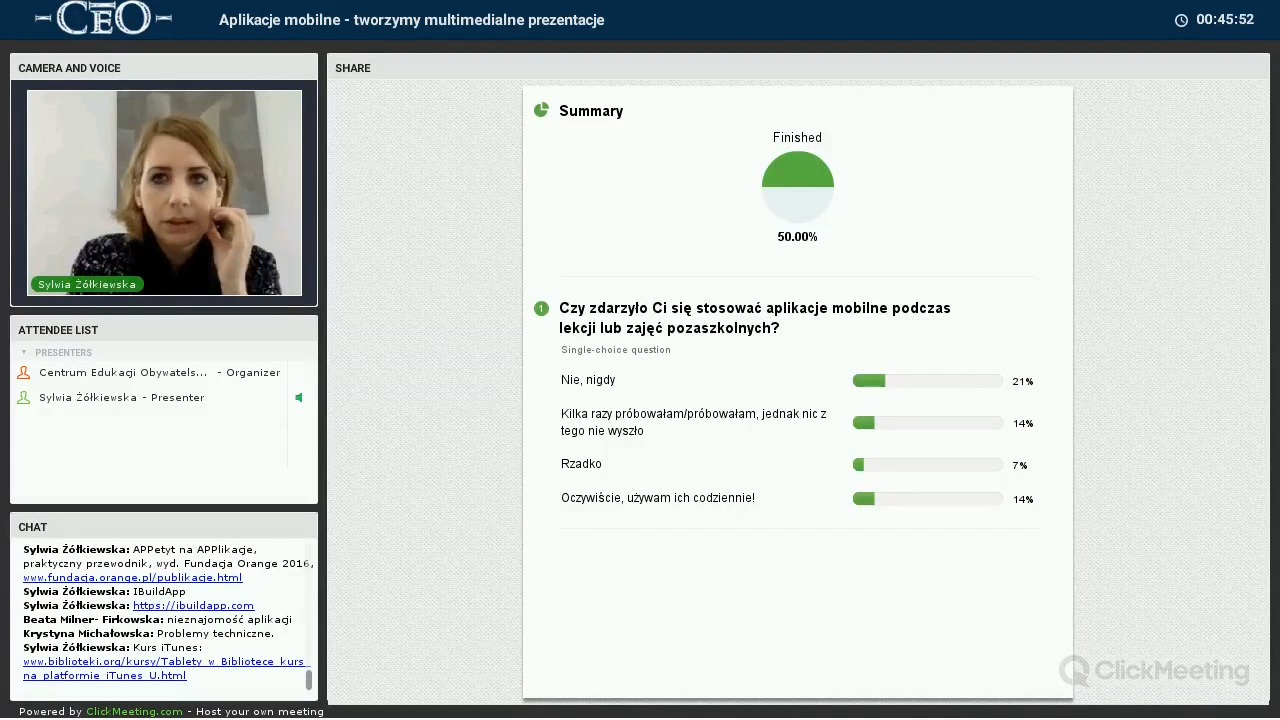 CEO
Aplikacje mobilne - tworzymy multimedialne prezentacje
00:45:52
CAMERA AND VOICE
Sylwia Żółkiewska
ATTENDEE LIST
PRESENTERS
Centrum Edukacji Obywatels... - Organizer
Sylwia Żółkiewska - Presenter
CHAT
Sylwia Żółkiewska: APPetyt na APPlikacje,
praktyczny przewodnik, wyd. Fundacja Orange 2016,
www.fundacja.orange.pl/publikacje.html
Sylwia Żółkiewska: IBuildApp
Sylwia Żółkiewska: https://ibuildapp.com
Beata Milner- Firkowska: nieznajomość aplikacji
Krystyna Michałowska: Problemy techniczne.
Sylwia Żółkiewska: Kurs iTunes:
www.biblioteki.org/kursy/Tablety_w_Bibliotece_kurs_
na_platformie_iTunes_U.html
Powered by ClickMeeting.com - Host your own meeting
SHARE
Summary
Finished
50.00%
1 Czy zdarzyło Ci się stosować aplikacje mobilne podczas
lekcji lub zajęć pozaszkolnych?
Single-choice question
Nie, nigdy 21%
Kilka razy próbowałam/próbowałam, jednak nic z
tego nie wyszło 14%
Rzadko 7%
Oczywiście, używam ich codziennie! 14%
ClickMeeting